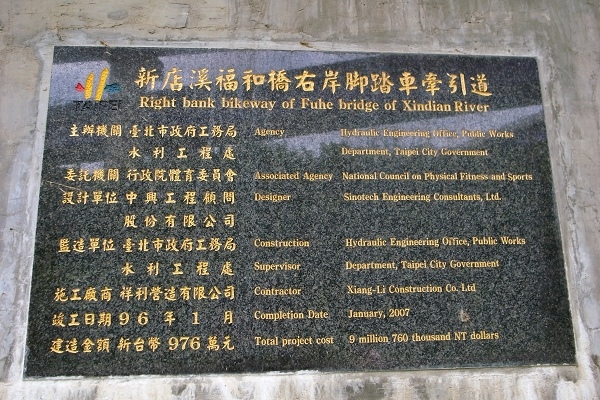 TAIPEI
新店溪福和橋右岸腳踏車牽引道
Right bank bikeway of Fuhe bridge of Xindian River
主辦機關 臺北市政府工務局 Agency Hydraulic Engineering Office, Public Works
水利工程處 Department, Taipei City Government
委託機關 行政院體育委員會 Associated Agency National Council on Physical Fitness and Sports
設計單位 中興工程顧問 Designer Sinotech Engineering Consultants, Ltd.
股份有限公司
監造單位 臺北市政府工務局 Construction Hydraulic Engineering Office, Public Works
水利工程處 Supervisor Department, Taipei City Government
施工廠商 祥利營造有限公司 Contractor Xiang-Li Construction Co. Ltd
竣工日期 96年1月 Completion Date January, 2007
建造金額 新台幣976萬元 Total project cost 9 million 760 thousand NT dollars